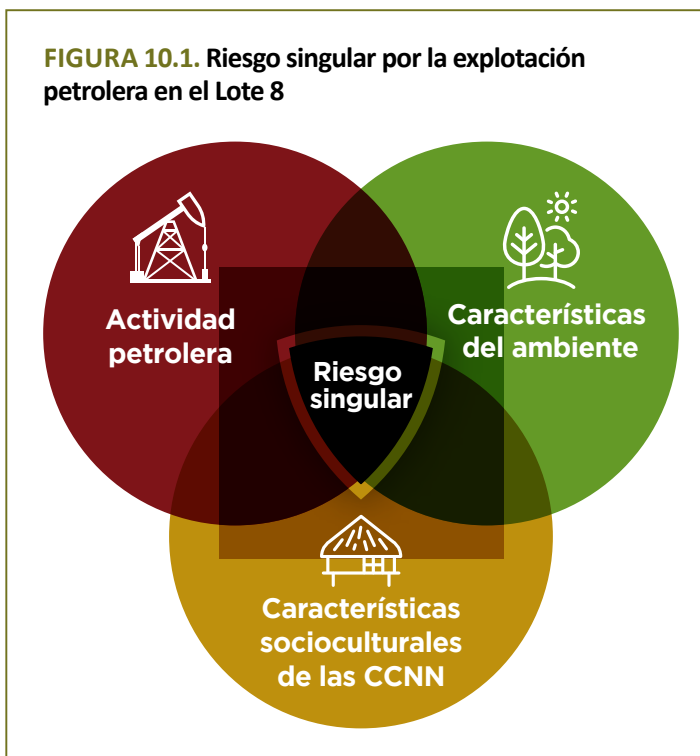 FIGURA 10.1. Riesgo singular por la explotación
petrolera en el Lote 8
Actividad
petrolera
Características
del ambiente
Riesgo
singular
Características
socioculturales
de las CCNN